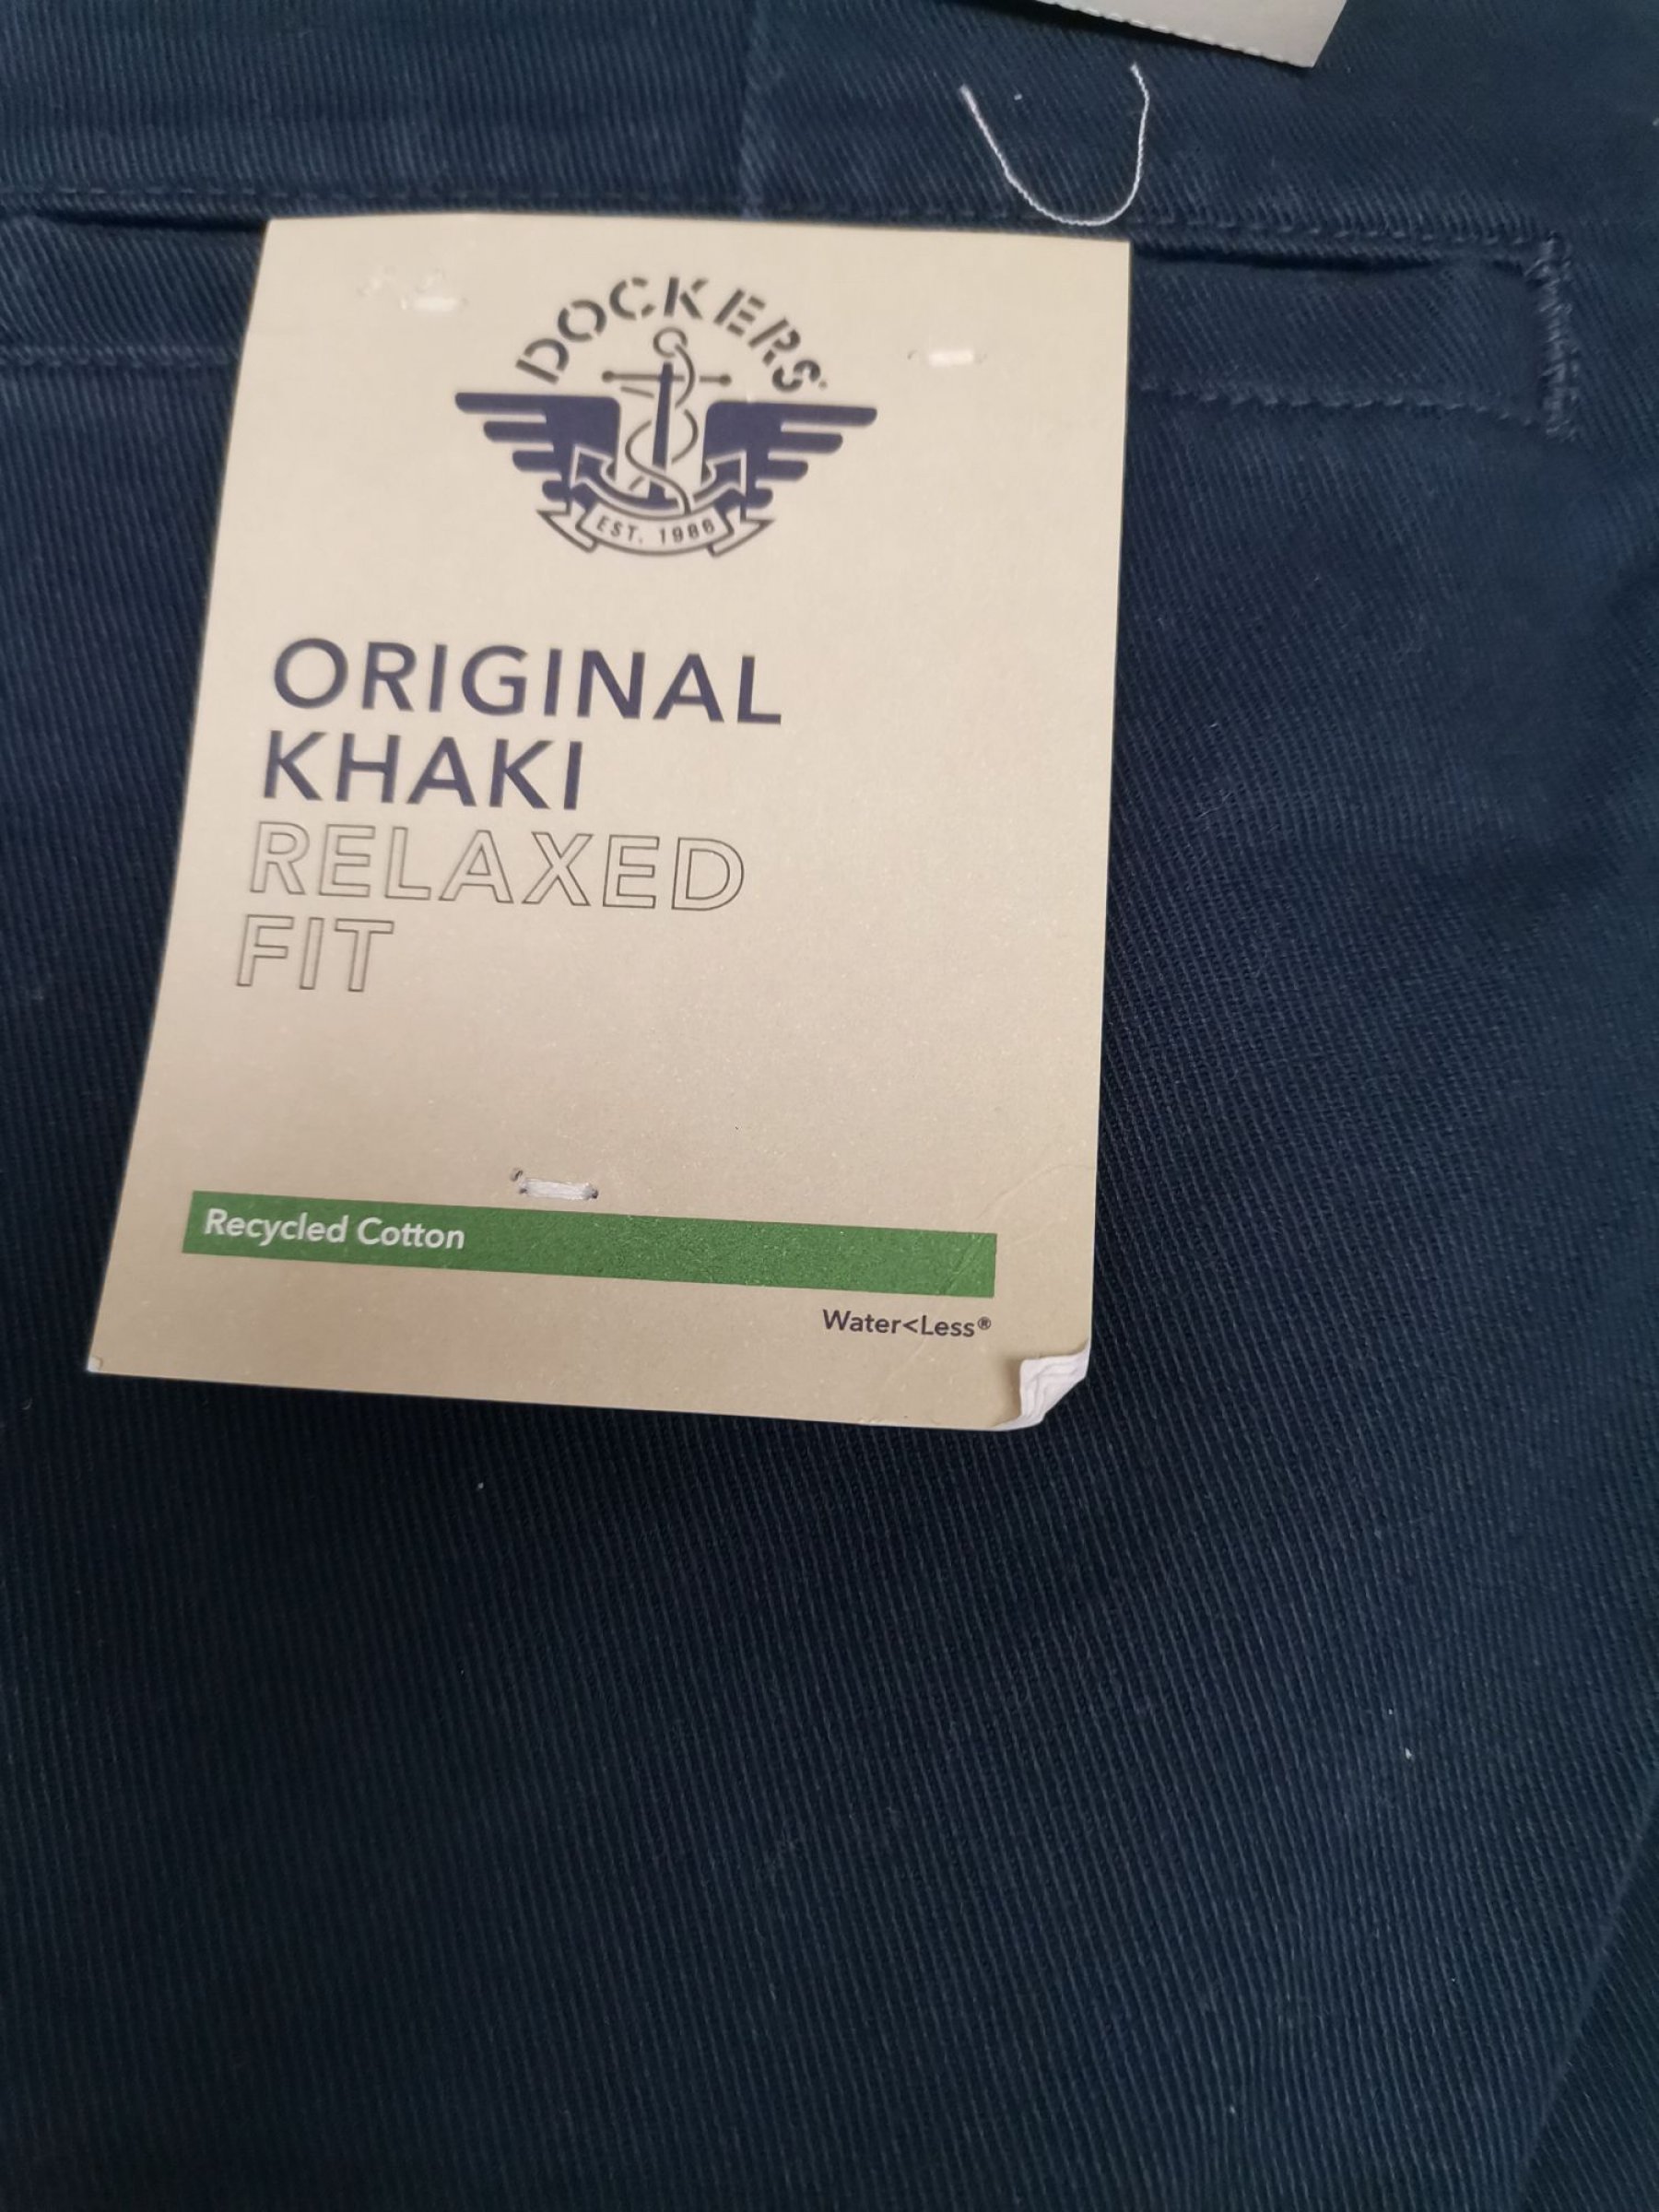 DOCKERS
EST. 1986
ORIGINAL
KHAKI
RELAXED
FIT
Recycled Cotton
Water<Less®